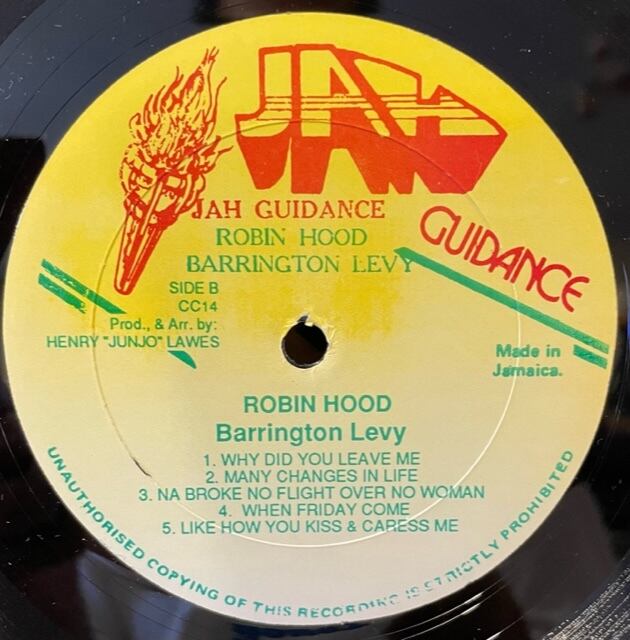 JAH
GUIDANCE
JAH GUIDANCE
ROBIN HOOD
BARRINGTON LEVY
SIDE B
CC14
Prod., & Arr. by:
HENRY "JUNJO" LAWES
Made in
Jamaica.
ROBIN HOOD
Barrington Levy
1. WHY DID YOU LEAVE ME
2. MANY CHANGES IN LIFE
3. NA BROKE NO FLIGHT OVER NO WOMAN
4. WHEN FRIDAY COME
5. LIKE HOW YOU KISS & CARESS ME
UNAUTHORISED COPYING OF THIS RECORDING IS STRICTLY PROHIBITED